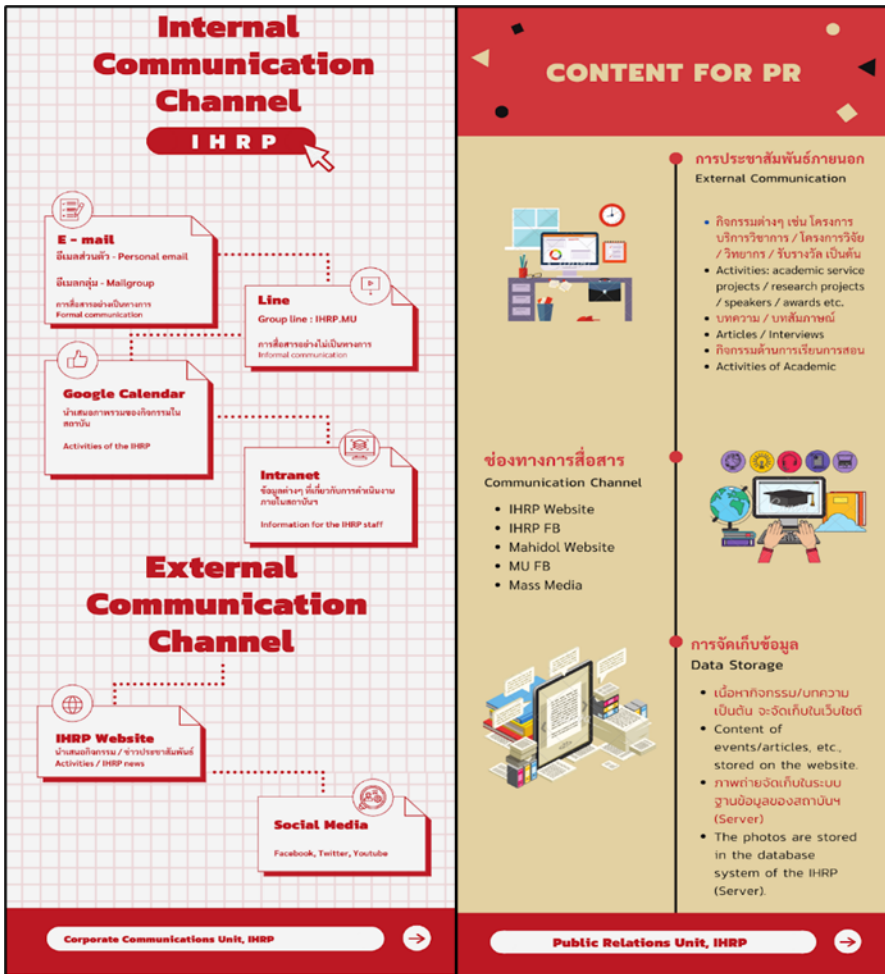 Internal
Communication
Channel
IHRP
E - mail
อีเมลส่วนตัว - Personal email
อีเมลกลุ่ม - Mailgroup
การสื่อสารอย่างเป็นทางการ
Formal communication
Line
Group line : IHRP.MU
การสื่อสารอย่างไม่เป็นทางการ
Informal communication
Google Calendar
นำเสนอภาพรวมของกิจกรรมใน
สถาบัน
Activities of the IHRP
Intranet
ข้อมูลต่างๆ ที่เกี่ยวกับการดำเนินงาน
ภายในสถาบันฯ
Information for the IHRP staff
External
Communication
Channel
IHRP Website
นำเสนอกิจกรรม / ข่าวประชาสัมพันธ์
Activities / IHRP news
Social Media
Facebook, Twitter, Youtube
Corporate Communications Unit, IHRP
CONTENT FOR PR
การประชาสัมพันธ์ภายนอก
External Communication
กิจกรรมต่างๆ เช่น โครงการ
บริการวิชาการ / โครงการวิจัย
/ วิทยากร / รับรางวัล เป็นต้น
Activities: academic service
projects / research projects
/ speakers / awards etc.
บทความ / บทสัมภาษณ์
Articles / Interviews
กิจกรรมด้านการเรียนการสอน
Activities of Academic
ช่องทางการสื่อสาร
Communication Channel
IHRP Website
IHRP FB
Mahidol Website
MU FB
Mass Media
การจัดเก็บข้อมูล
Data Storage
เนื้อหากิจกรรม/บทความ
เป็นต้น จะจัดเก็บในเว็บไซต์
Content of
events/articles, etc.,
stored on the website.
ภาพถ่ายจัดเก็บในระบบ
ฐานข้อมูลของสถาบันฯ
(Server)
The photos are stored
in the database
system of the IHRP
(Server).
Public Relations Unit, IHRP